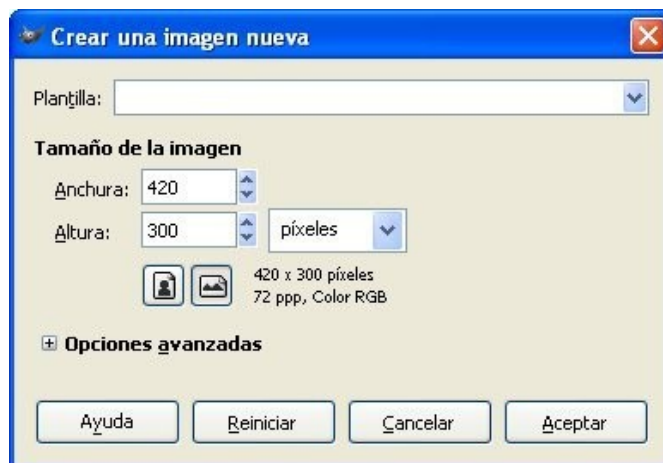 Crear una imagen nueva
Plantilla:
Tamaño de la imagen
Anchura: 420
Altura: 300 píxeles
420 x 300 píxeles
72 ppp, Color RGB
Opciones avanzadas
Ayuda Reiniciar Cancelar Aceptar